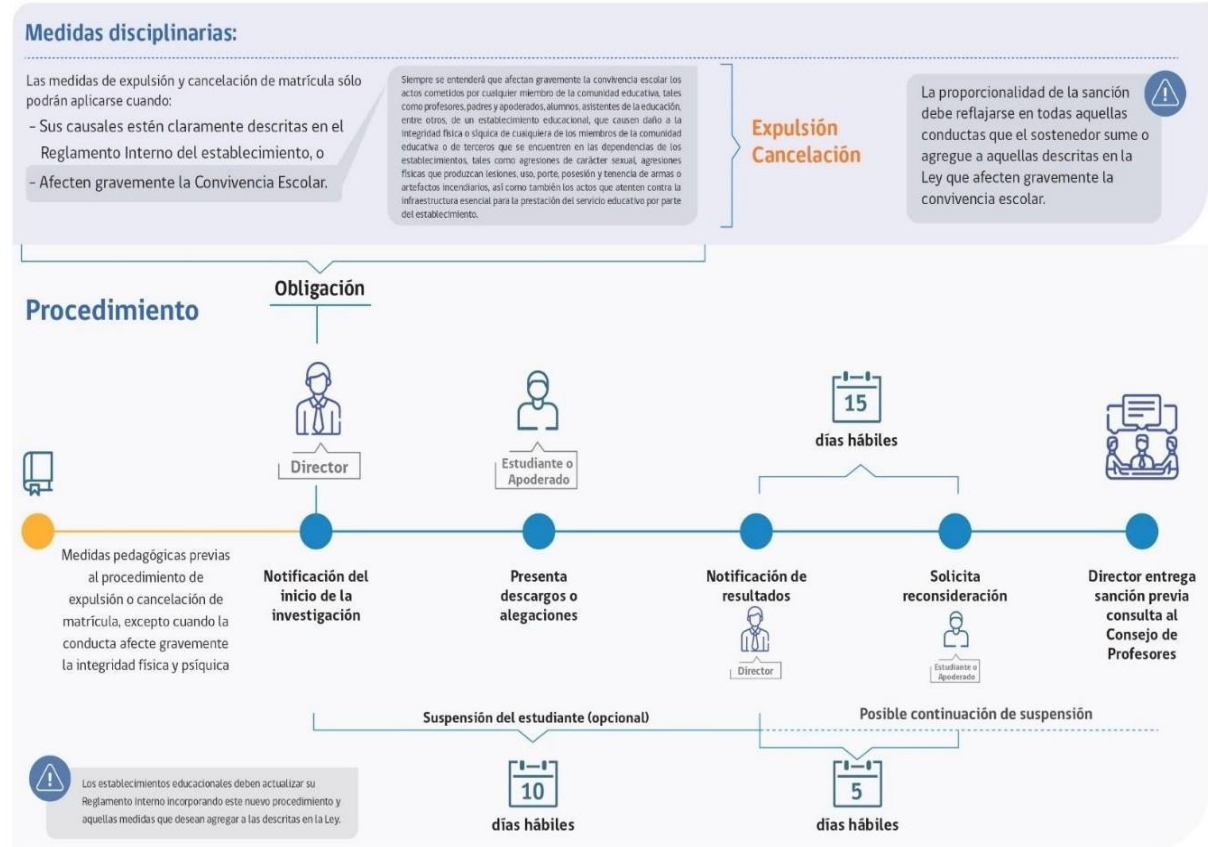 Medidas disciplinarias:
Las medidas de expulsión y cancelación de matrícula sólo
podrán aplicarse cuando:
- Sus causales estén claramente descritas en el
Reglamento Interno del establecimiento, o
- Afecten gravemente la Convivencia Escolar.
Siempre se entenderá que afectan gravemente la convivencia escolar los
actos cometidos por cualquier miembro de la comunidad educativa, tales
como profesores, padres y apoderados, alumnos, asistentes de la educación,
entre otros, de un establecimiento educacional, que causen daño a la
integridad física o síquica de cualquiera de los miembros de la comunidad
educativa o de terceros que se encuentren en las dependencias de los
establecimientos, tales como agresiones de carácter sexual, agresiones
físicas que produzcan lesiones, uso, porte, posesión y tenencia de armas o
artefactos incendiarios, así como también los actos que atenten contra la
infraestructura esencial para la prestación del servicio educativo por parte
del establecimiento.
Expulsión
Cancelación
La proporcionalidad de la sanción
debe reflajarse en todas aquellas
conductas que el sostenedor sume o
agregue a aquellas descritas en la
Ley que afecten gravemente la
convivencia escolar.
Obligación
Procedimiento
Director
Estudiante o
Apoderado
15
días hábiles
Medidas pedagógicas previas
al procedimiento de
expulsión o cancelación de
matrícula, excepto cuando la
conducta afecte gravemente
la integridad física y psíquica
Notificación del
inicio de la
investigación
Presenta
descargos o
alegaciones
Notificación de
resultados
Director
Solicita
reconsideración
Estudiante o
Apoderado
Director entrega
sanción previa
consulta al
Consejo de
Profesores
Suspensión del estudiante (opcional)
Posible continuación de suspensión
10
días hábiles
5
días hábiles
Los establecimientos educacionales deben actualizar su
Reglamento Interno incorporando este nuevo procedimiento y
aquellas medidas que desean agregar a las descritas en la Ley.